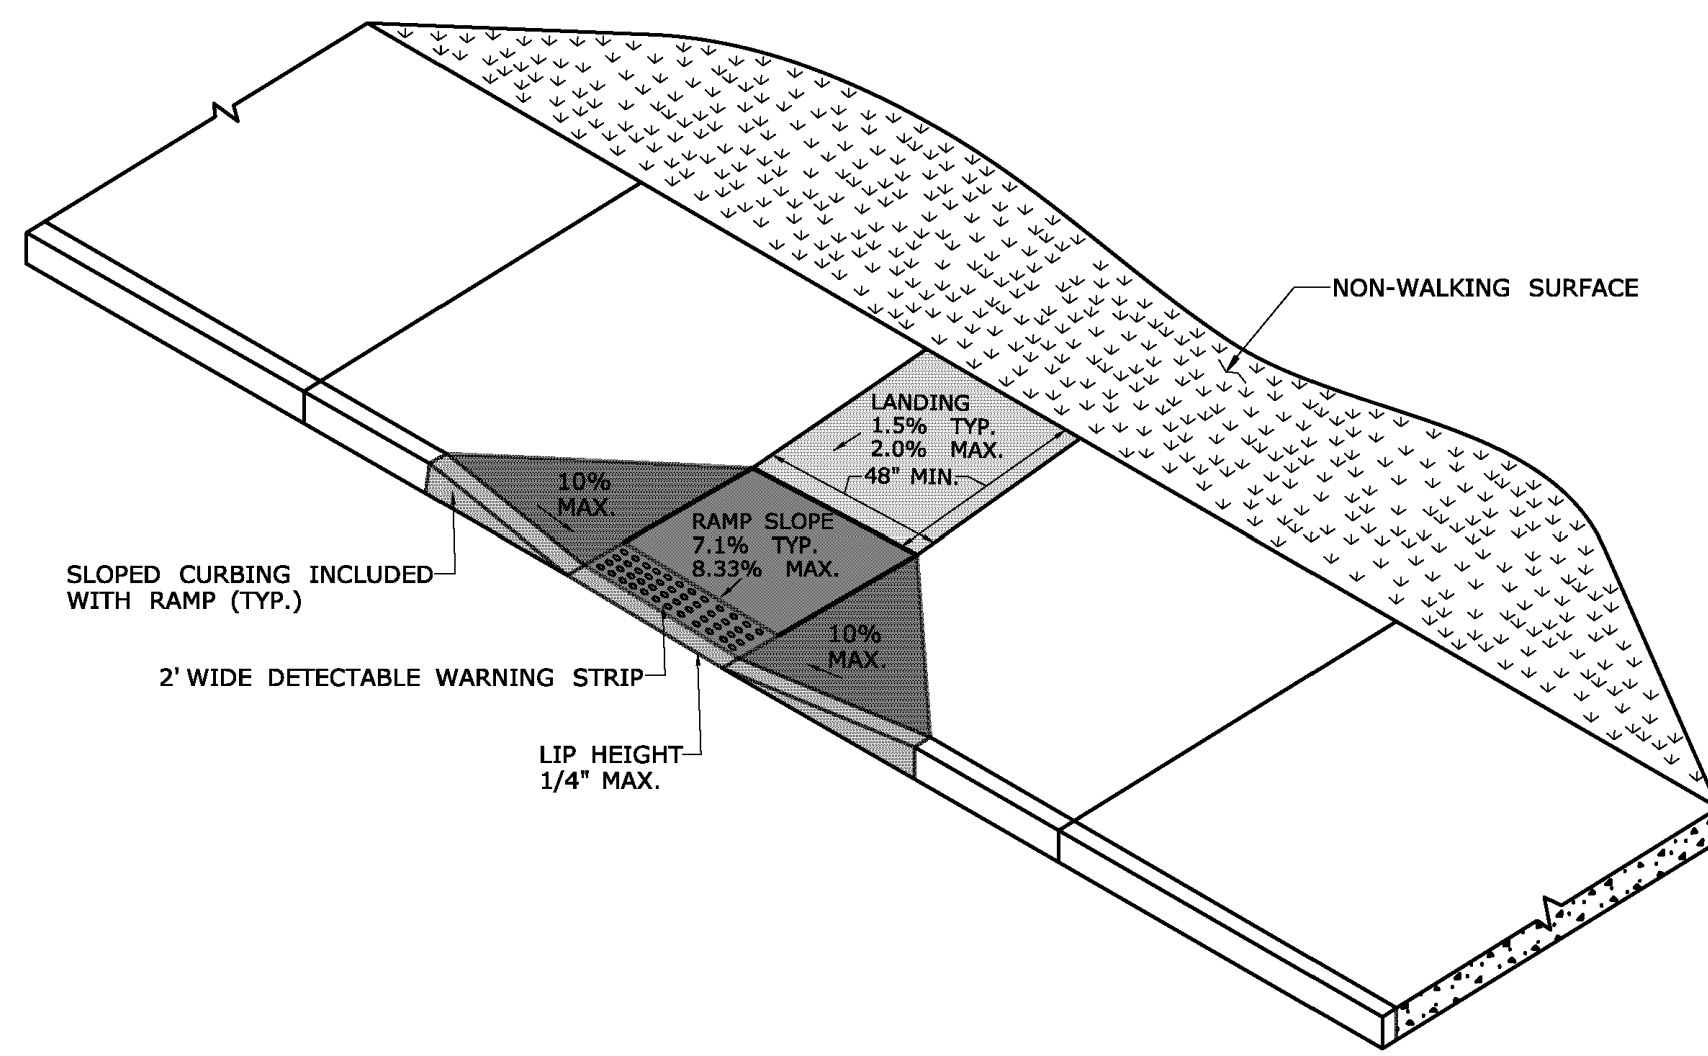 NON-WALKING SURFACE
LANDING
1.5% TYP.
2.0% MAX.
48" MIN.
10%
MAX.
RAMP SLOPE
7.1% TYP.
8.33% MAX.
SLOPED CURBING INCLUDED
WITH RAMP (TYP.)
10%
MAX.
2' WIDE DETECTABLE WARNING STRIP
LIP HEIGHT
1/4" MAX.